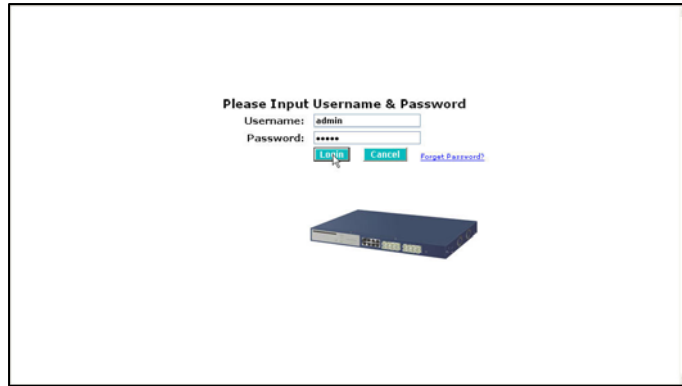 Please Input Username & Password
Username: admin
Password: •••••
Login Cancel Forget Password?